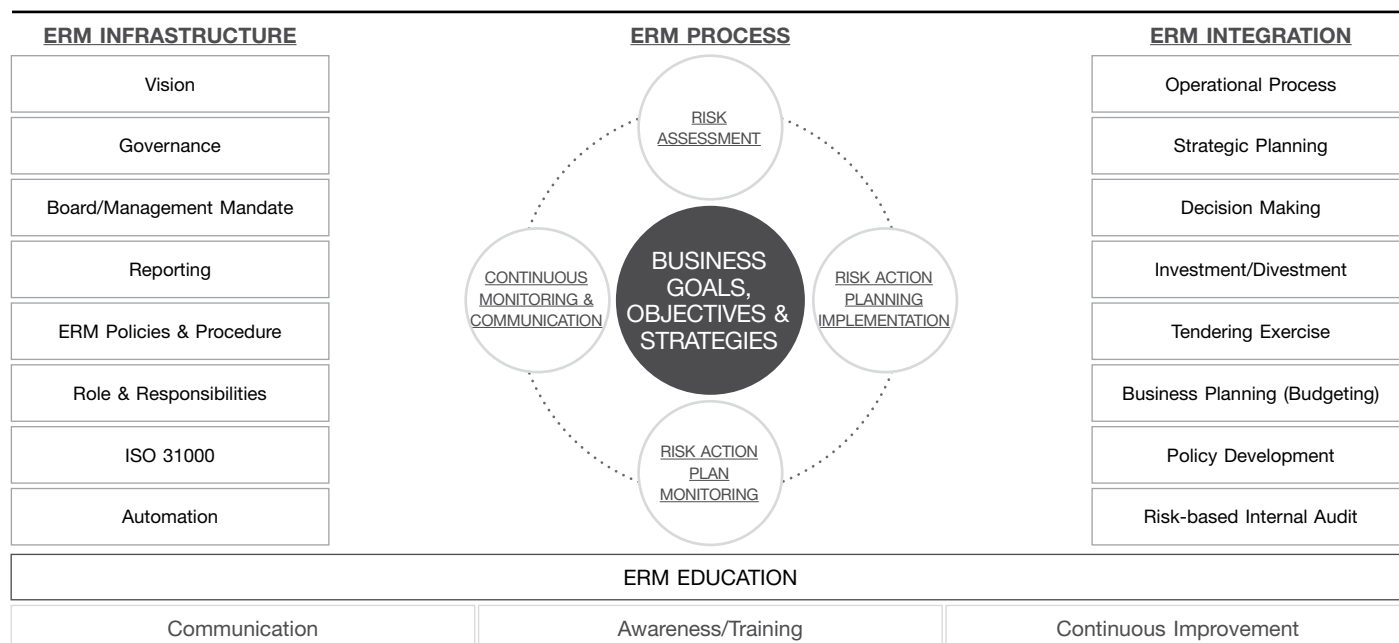 ERM INFRASTRUCTURE
Vision
Governance
Board/Management Mandate
Reporting
ERM Policies & Procedure
Role & Responsibilities
ISO 31000
Automation
ERM PROCESS
RISK
ASSESSMENT
CONTINUOUS
MONITORING &
COMMUNICATION
BUSINESS
GOALS,
OBJECTIVES &
STRATEGIES
RISK ACTION
PLANNING
IMPLEMENTATION
RISK ACTION
PLAN
MONITORING
ERM INTEGRATION
Operational Process
Strategic Planning
Decision Making
Investment/Divestment
Tendering Exercise
Business Planning (Budgeting)
Policy Development
Risk-based Internal Audit
ERM EDUCATION
Communication
Awareness/Training
Continuous Improvement